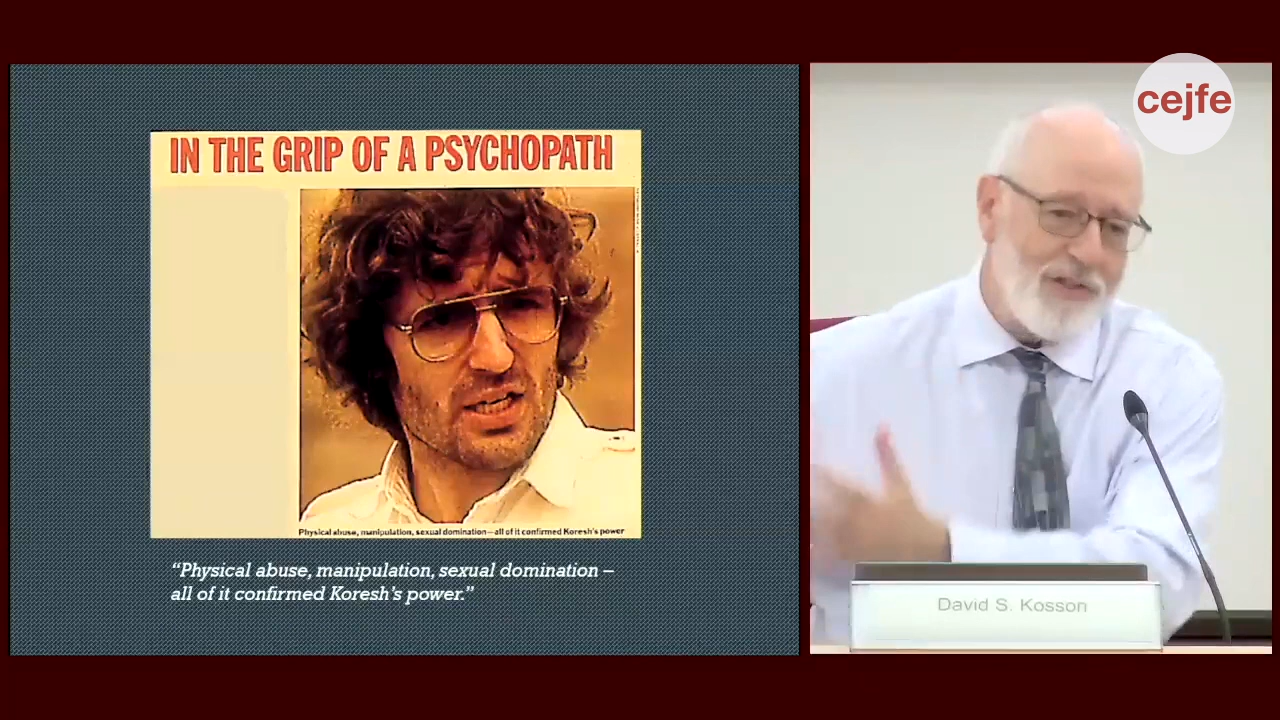 IN THE GRIP OF A PSYCHOPATH
Physical abuse, manipulation, sexual domination—all of it confirmed Koresh's power
“Physical abuse, manipulation, sexual domination –
all of it confirmed Koresh’s power.”
cejfe
David S. Kosson